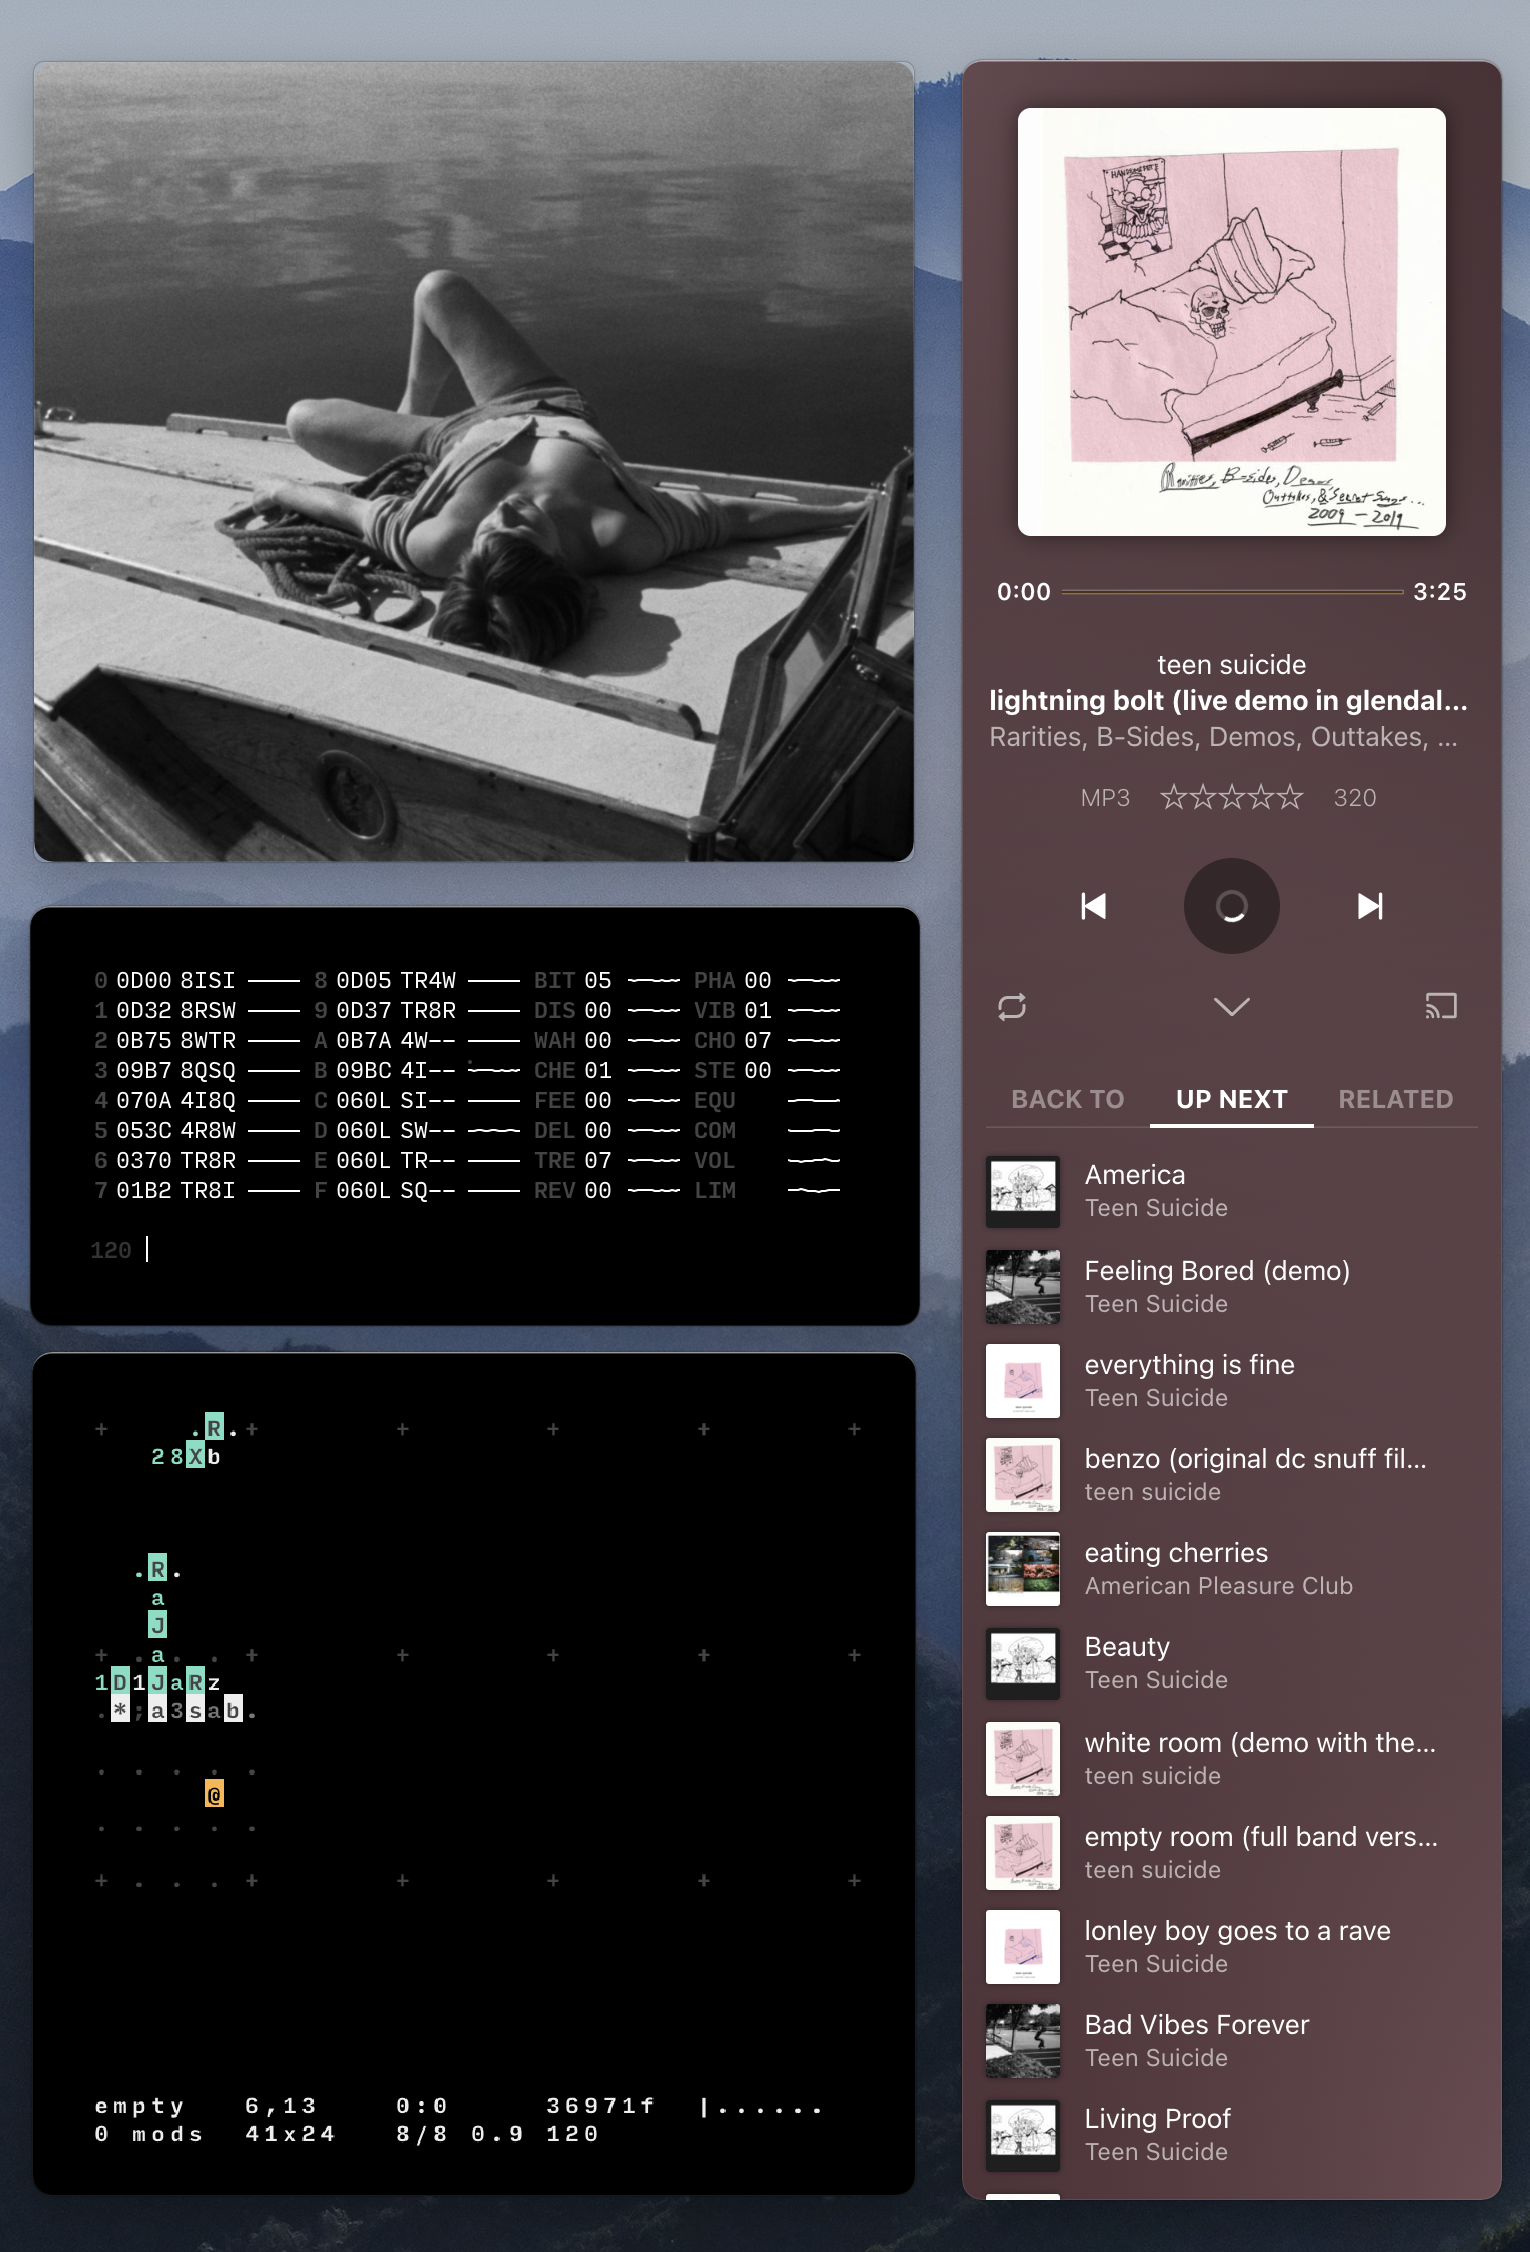 HANDSOME PETE
Rarities, B-sides, Demos,
Outtakes, & Secret Songs...
2009 - 2019
0:00 3:25
teen suicide
lightning bolt (live demo in glendal...
Rarities, B-Sides, Demos, Outtakes, ...
MP3 ☆☆☆☆☆ 320
BACK TO UP NEXT RELATED
America
Teen Suicide
Feeling Bored (demo)
Teen Suicide
everything is fine
Teen Suicide
benzo (original dc snuff fil...
teen suicide
eating cherries
American Pleasure Club
Beauty
Teen Suicide
white room (demo with the...
teen suicide
empty room (full band vers...
teen suicide
lonley boy goes to a rave
Teen Suicide
Bad Vibes Forever
Teen Suicide
Living Proof
Teen Suicide
0 0D00 8ISI 8 0D05 TR4W BIT 05 PHA 00
1 0D32 8RSW 9 0D37 TR8R DIS 00 VIB 01
2 0B75 8WTR A 0B7A 4W-- WAH 00 CHO 07
3 09B7 8QSQ B 09BC 4I-- CHE 01 STE 00
4 070A 4I8Q C 060L SI-- FEE 00 EQU
5 053C 4R8W D 060L SW-- DEL 00 COM
6 0370 TR8R E 060L TR-- TRE 07 VOL
7 01B2 TR8I F 060L SQ-- REV 00 LIM
120
+ .R. + + + + +
28Xb
.R.
a
J
+ . a . . + + + + +
1D1JaRz
.*;a3sab.
. . . . .
@
. . . . .
+ . . . + + + + +
empty 6,13 0:0 36971f |......
0 mods 41x24 8/8 0.9 120